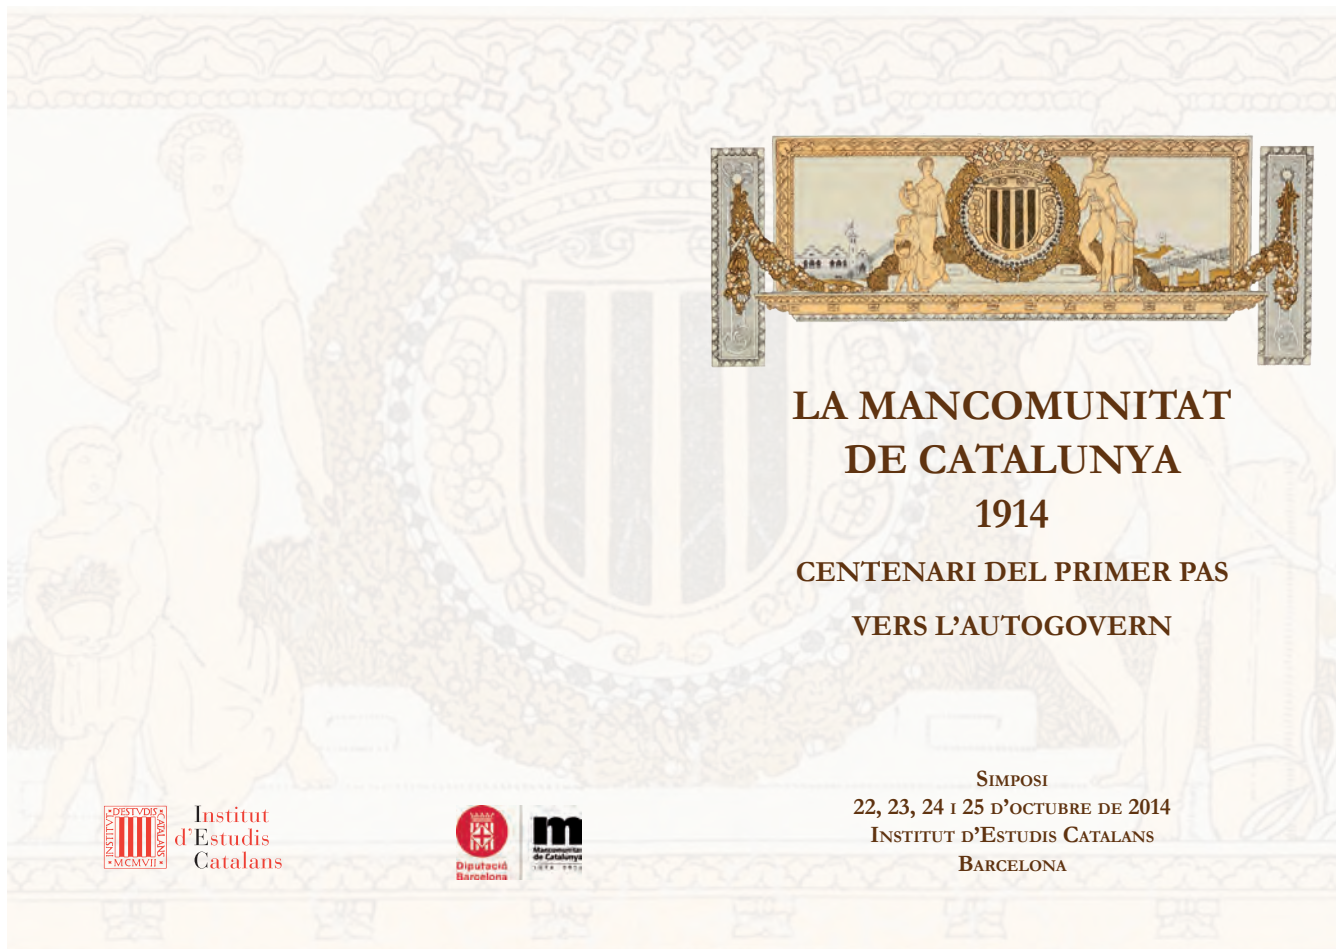 LA MANCOMUNITAT
DE CATALUNYA
1914
CENTENARI DEL PRIMER PAS
VERS L'AUTOGOVERN
SIMPOSI
22, 23, 24 I 25 D'OCTUBRE DE 2014
INSTITUT D'ESTUDIS CATALANS
BARCELONA
INSTITVT
D'ESTVDIS
CATALANS
MCMVII
Institut
d'Estudis
Catalans
Diputació
Barcelona
m
Mancomunitat
de Catalunya